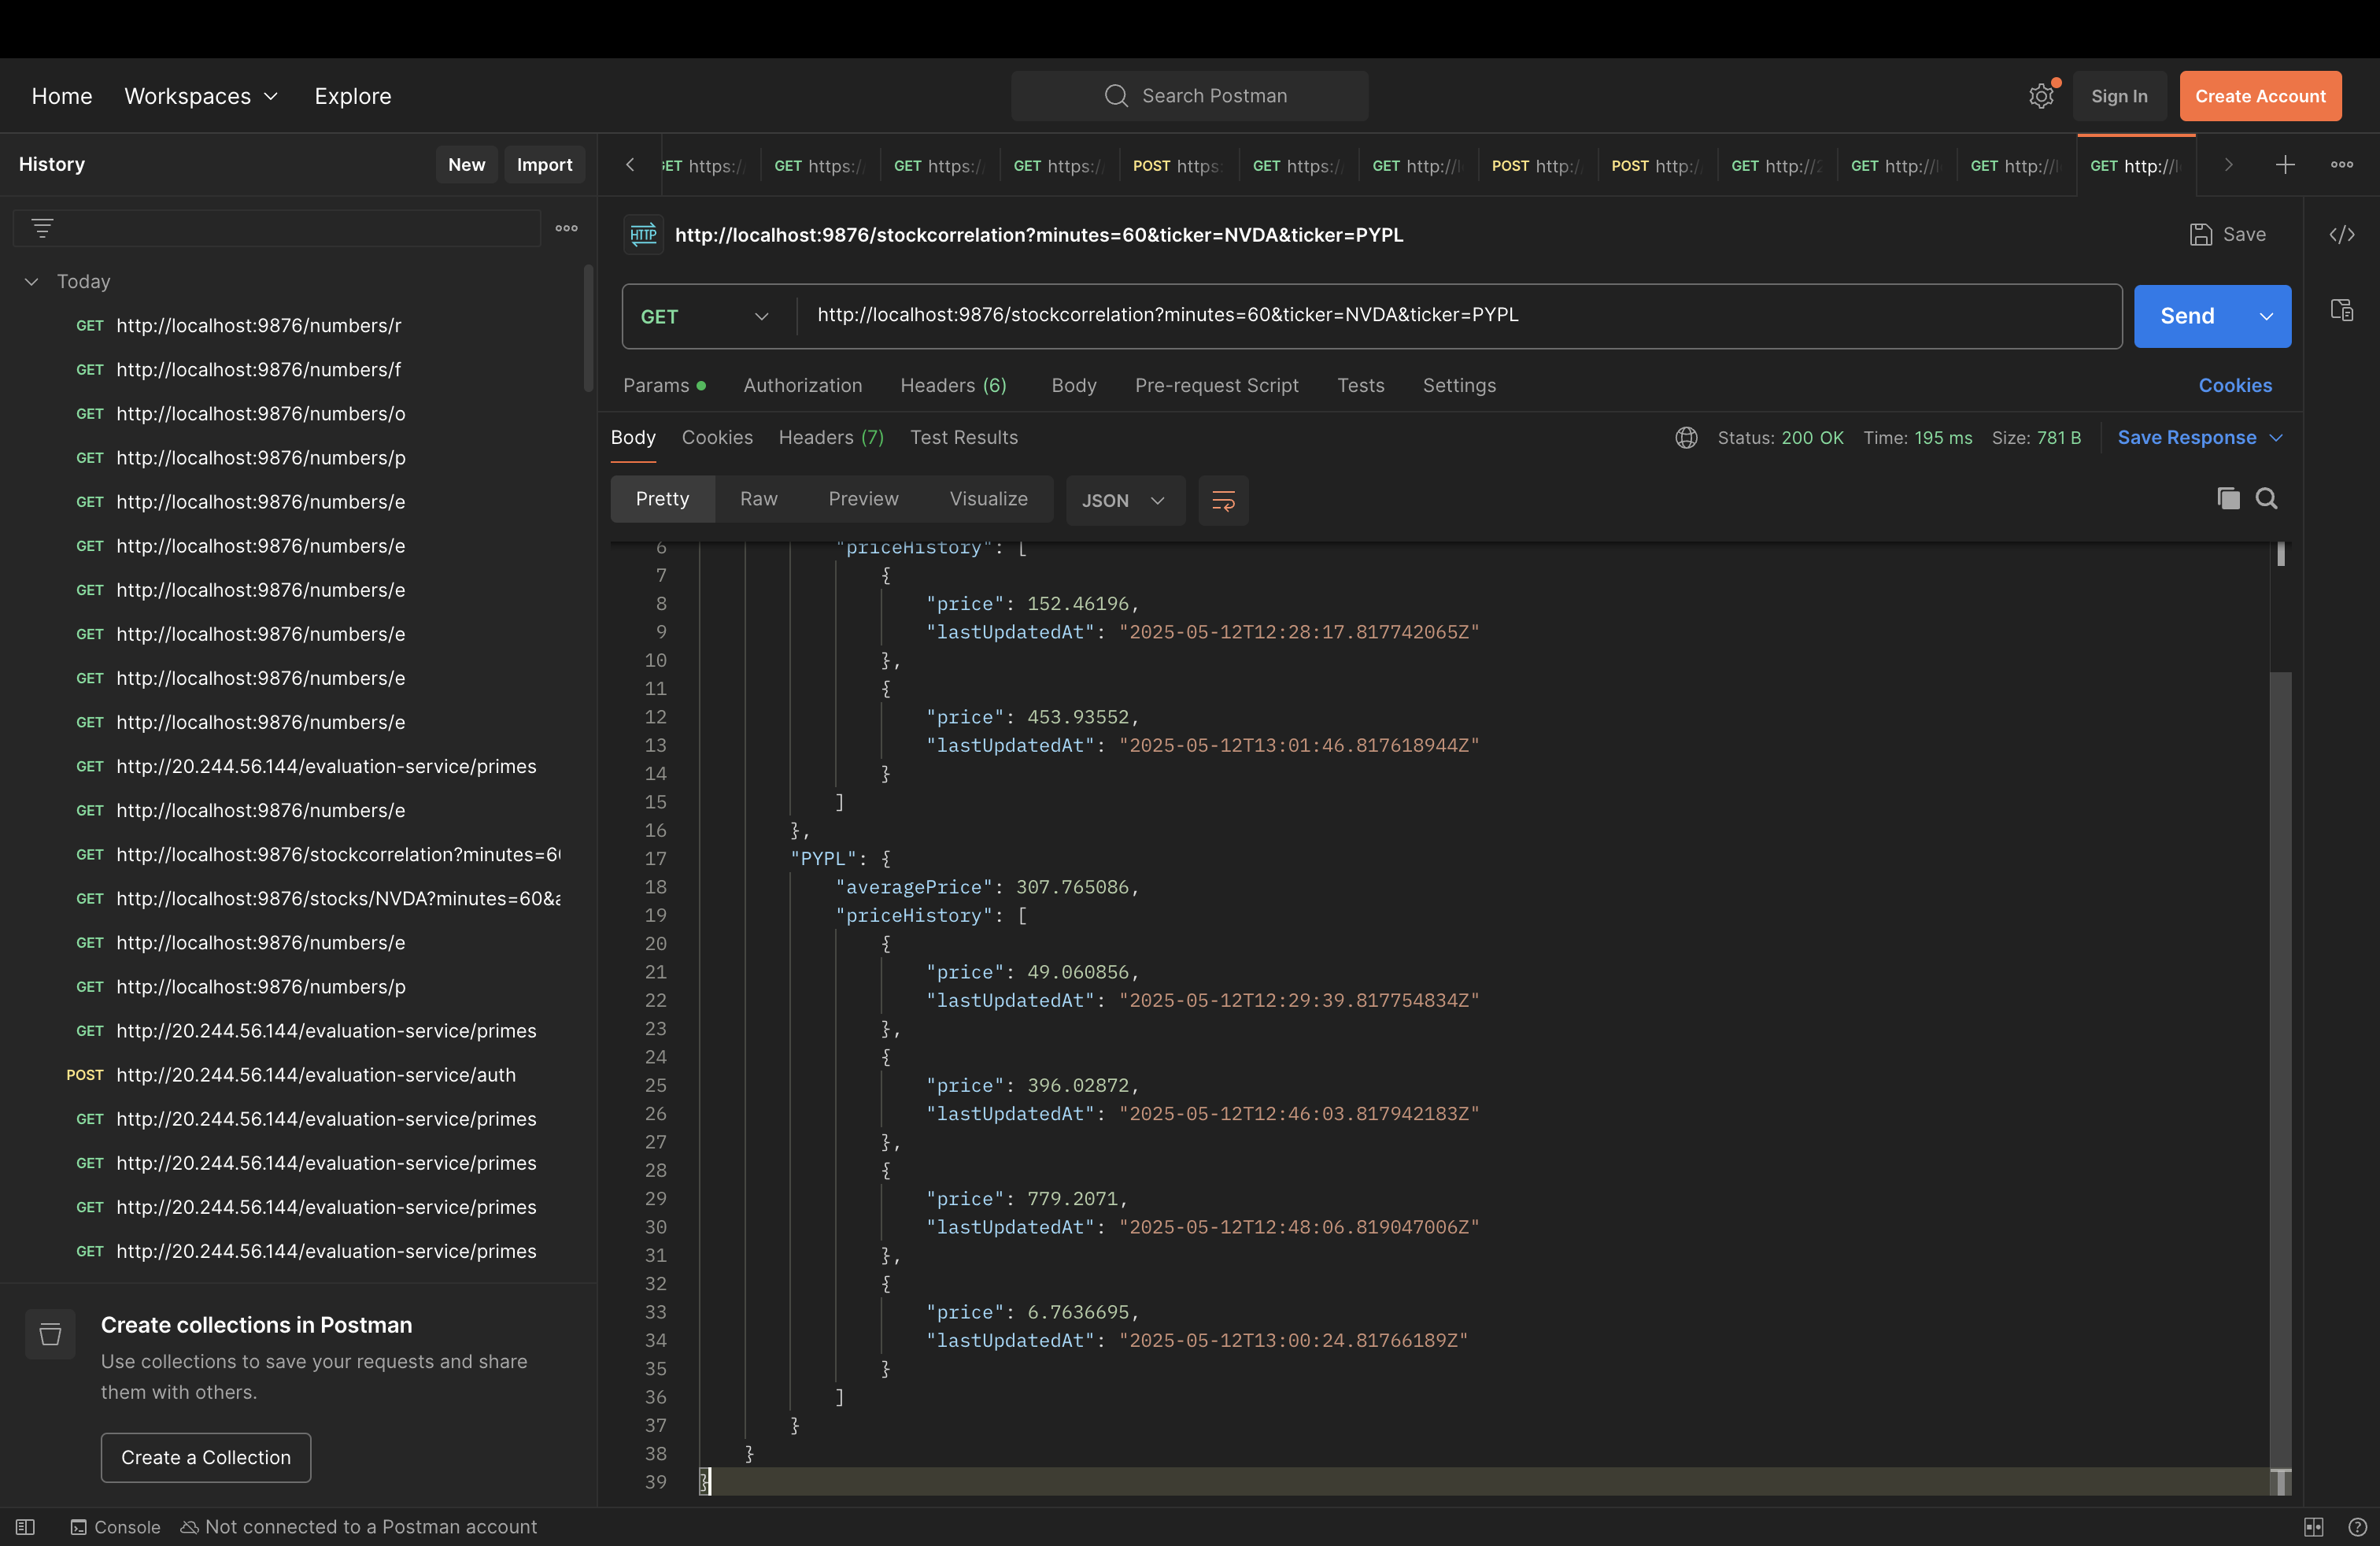 Home Workspaces Explore Search Postman Sign In Create Account
History New Import
GET https:/ GET https:/ GET https:/ POST https: GET https:/ GET http://l POST http:/ POST http:/ GET http://2 GET http://l GET http://l GET http://l
HTTP http://localhost:9876/stockcorrelation?minutes=60&ticker=NVDA&ticker=PYPL Save
GET http://localhost:9876/stockcorrelation?minutes=60&ticker=NVDA&ticker=PYPL Send
Params Authorization Headers (6) Body Pre-request Script Tests Settings Cookies
Body Cookies Headers (7) Test Results Status: 200 OK Time: 195 ms Size: 781 B Save Response
Pretty Raw Preview Visualize JSON
Today
GET http://localhost:9876/numbers/r
GET http://localhost:9876/numbers/f
GET http://localhost:9876/numbers/o
GET http://localhost:9876/numbers/p
GET http://localhost:9876/numbers/e
GET http://localhost:9876/numbers/e
GET http://localhost:9876/numbers/e
GET http://localhost:9876/numbers/e
GET http://localhost:9876/numbers/e
GET http://localhost:9876/numbers/e
GET http://20.244.56.144/evaluation-service/primes
GET http://localhost:9876/numbers/e
GET http://localhost:9876/stockcorrelation?minutes=6
GET http://localhost:9876/stocks/NVDA?minutes=60&a
GET http://localhost:9876/numbers/e
GET http://localhost:9876/numbers/p
GET http://20.244.56.144/evaluation-service/primes
POST http://20.244.56.144/evaluation-service/auth
GET http://20.244.56.144/evaluation-service/primes
GET http://20.244.56.144/evaluation-service/primes
GET http://20.244.56.144/evaluation-service/primes
GET http://20.244.56.144/evaluation-service/primes
Create collections in Postman
Use collections to save your requests and share
them with others.
Create a Collection
6 "priceHistory": [
7 {
8 "price": 152.46196,
9 "lastUpdatedAt": "2025-05-12T12:28:17.817742065Z"
10 },
11 {
12 "price": 453.93552,
13 "lastUpdatedAt": "2025-05-12T13:01:46.817618944Z"
14 }
15 ]
16 },
17 "PYPL": {
18 "averagePrice": 307.765086,
19 "priceHistory": [
20 {
21 "price": 49.060856,
22 "lastUpdatedAt": "2025-05-12T12:29:39.817754834Z"
23 },
24 {
25 "price": 396.02872,
26 "lastUpdatedAt": "2025-05-12T12:46:03.817942183Z"
27 },
28 {
29 "price": 779.2071,
30 "lastUpdatedAt": "2025-05-12T12:48:06.819047006Z"
31 },
32 {
33 "price": 6.7636695,
34 "lastUpdatedAt": "2025-05-12T13:00:24.81766189Z"
35 }
36 ]
37 }
38 }
39 }
Console Not connected to a Postman account